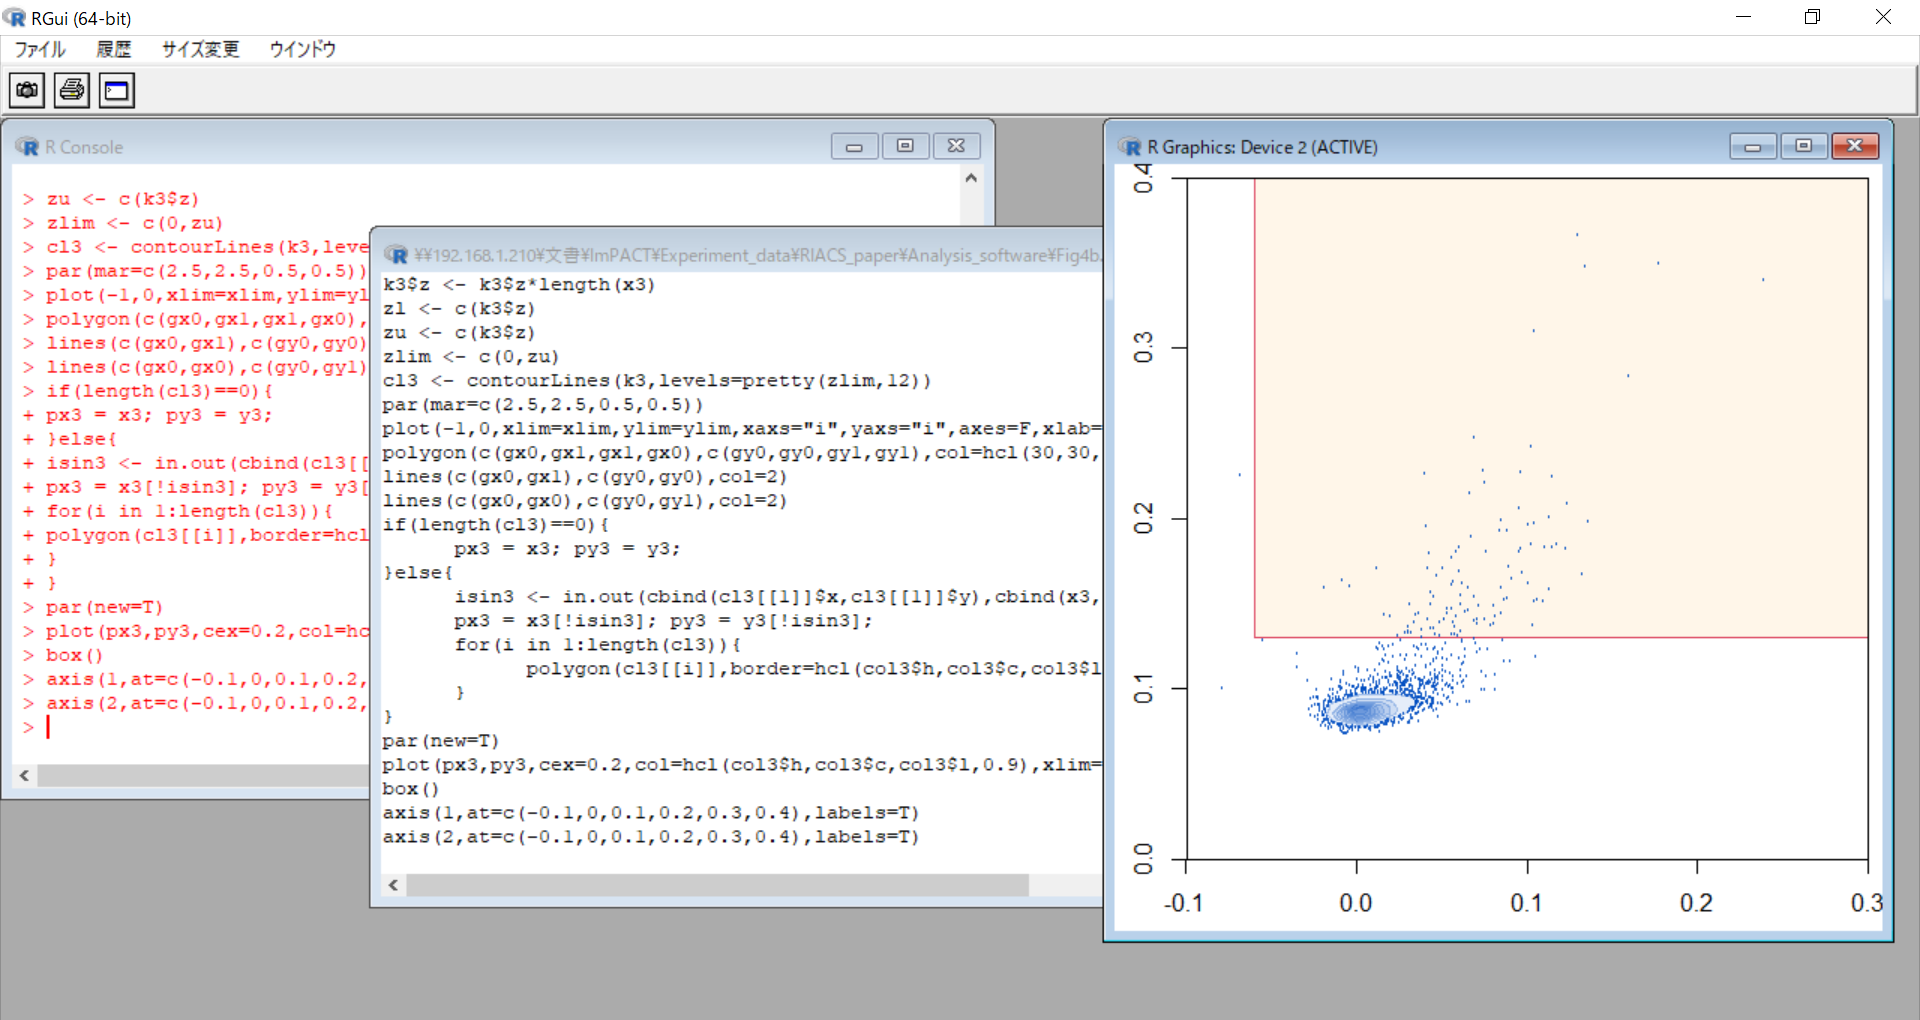 RGui (64-bit)
ファイル 履歴 サイズ変更 ウインドウ
R Console
> zu <- c(k3$z)
> zlim <- c(0,zu)
> cl3 <- contourLines(k3,leve
> par(mar=c(2.5,2.5,0.5,0.5))
> plot(-1,0,xlim=xlim,ylim=yl
> polygon(c(gx0,gx1,gx1,gx0),
> lines(c(gx0,gx1),c(gy0,gy0)
> lines(c(gx0,gx0),c(gy0,gy1)
> if(length(cl3)==0){
+ px3 = x3; py3 = y3;
+ }else{
+ isin3 <- in.out(cbind(cl3[[
+ px3 = x3[!isin3]; py3 = y3[
+ for(i in 1:length(cl3)){
+ polygon(cl3[[i]],border=hcl
+ }
+ }
> par(new=T)
> plot(px3,py3,cex=0.2,col=hc
> box()
> axis(1,at=c(-0.1,0,0.1,0.2,
> axis(2,at=c(-0.1,0,0.1,0.2,
>
¥¥192.168.1.210¥文書¥ImPACT¥Experiment_data¥RIACS_paper¥Analysis_software¥Fig4b.
k3$z <- k3$z*length(x3)
zl <- c(k3$z)
zu <- c(k3$z)
zlim <- c(0,zu)
cl3 <- contourLines(k3,levels=pretty(zlim,12))
par(mar=c(2.5,2.5,0.5,0.5))
plot(-1,0,xlim=xlim,ylim=ylim,xaxs="i",yaxs="i",axes=F,xlab=
polygon(c(gx0,gx1,gx1,gx0),c(gy0,gy0,gy1,gy1),col=hcl(30,30,
lines(c(gx0,gx1),c(gy0,gy0),col=2)
lines(c(gx0,gx0),c(gy0,gy1),col=2)
if(length(cl3)==0){
px3 = x3; py3 = y3;
}else{
isin3 <- in.out(cbind(cl3[[1]]$x,cl3[[1]]$y),cbind(x3,
px3 = x3[!isin3]; py3 = y3[!isin3];
for(i in 1:length(cl3)){
polygon(cl3[[i]],border=hcl(col3$h,col3$c,col3$l
}
}
par(new=T)
plot(px3,py3,cex=0.2,col=hcl(col3$h,col3$c,col3$l,0.9),xlim=
box()
axis(1,at=c(-0.1,0,0.1,0.2,0.3,0.4),labels=T)
axis(2,at=c(-0.1,0,0.1,0.2,0.3,0.4),labels=T)
R Graphics: Device 2 (ACTIVE)
0.4
0.3
0.2
0.1
0.0
-0.1 0.0 0.1 0.2 0.3